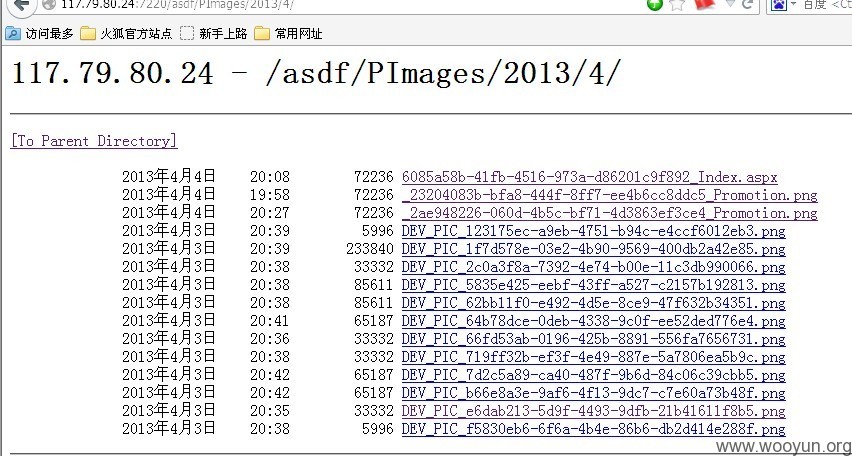 117.79.80.24:7220/asdf/PImages/2013/4/
百度 <Ct
访问最多 火狐官方站点 新手上路 常用网址
117.79.80.24 - /asdf/PImages/2013/4/
[To Parent Directory]
2013年4月4日 20:08 72236 6085a58b-41fb-4516-973a-d86201c9f892_Index.aspx
2013年4月4日 19:58 72236 _23204083b-bfa8-444f-8ff7-ee4b6cc8ddc5_Promotion.png
2013年4月4日 20:27 72236 _2ae948226-060d-4b5c-bf71-4d3863ef3ce4_Promotion.png
2013年4月3日 20:39 5996 DEV_PIC_123175ec-a9eb-4751-b94c-e4ccf6012eb3.png
2013年4月3日 20:39 233840 DEV_PIC_1f7d578e-03e2-4b90-9569-400db2a42e85.png
2013年4月3日 20:38 33332 DEV_PIC_2c0a3f8a-7392-4e74-b00e-11c3db990066.png
2013年4月3日 20:38 85611 DEV_PIC_5835e425-eebf-43ff-a527-c2157b192813.png
2013年4月3日 20:38 85611 DEV_PIC_62bb11f0-e492-4d5e-8ce9-47f632b34351.png
2013年4月3日 20:41 65187 DEV_PIC_64b78dce-0deb-4338-9c0f-ee52ded776e4.png
2013年4月3日 20:36 33332 DEV_PIC_66fd53ab-0196-425b-8891-556fa7656731.png
2013年4月3日 20:38 33332 DEV_PIC_719ff32b-ef3f-4e49-887e-5a7806ea5b9c.png
2013年4月3日 20:42 65187 DEV_PIC_7d2c5a89-ca40-487f-9b6d-84c06c39cbb5.png
2013年4月3日 20:42 65187 DEV_PIC_b66e8a3e-9af6-4f13-9dc7-c7e60a73b48f.png
2013年4月3日 20:35 33332 DEV_PIC_e6dab213-5d9f-4493-9dfb-21b41611f8b5.png
2013年4月3日 20:38 5996 DEV_PIC_f5830eb6-6f6a-4b4e-86b6-db2d414e288f.png
www.wooyun.org